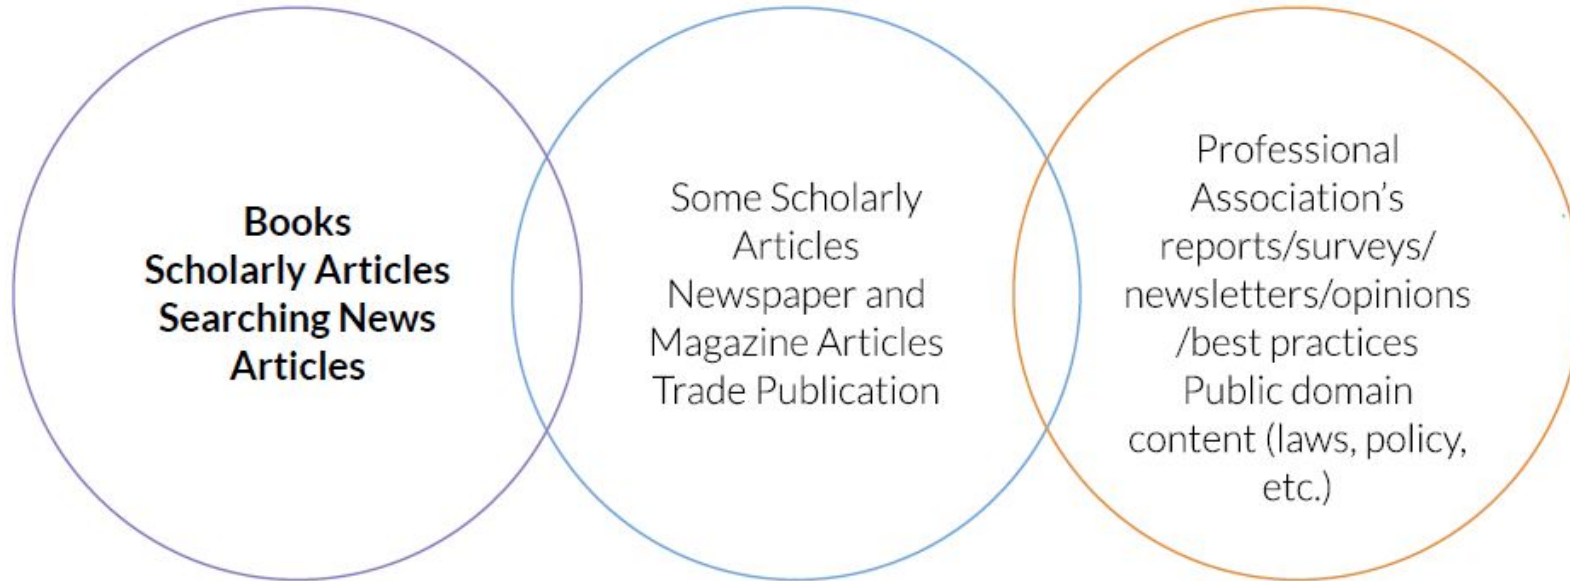 Books
Scholarly Articles
Searching News
Articles
Some Scholarly
Articles
Newspaper and
Magazine Articles
Trade Publication
Professional
Association’s
reports/surveys/
newsletters/opinions
/best practices
Public domain
content (laws, policy,
etc.)